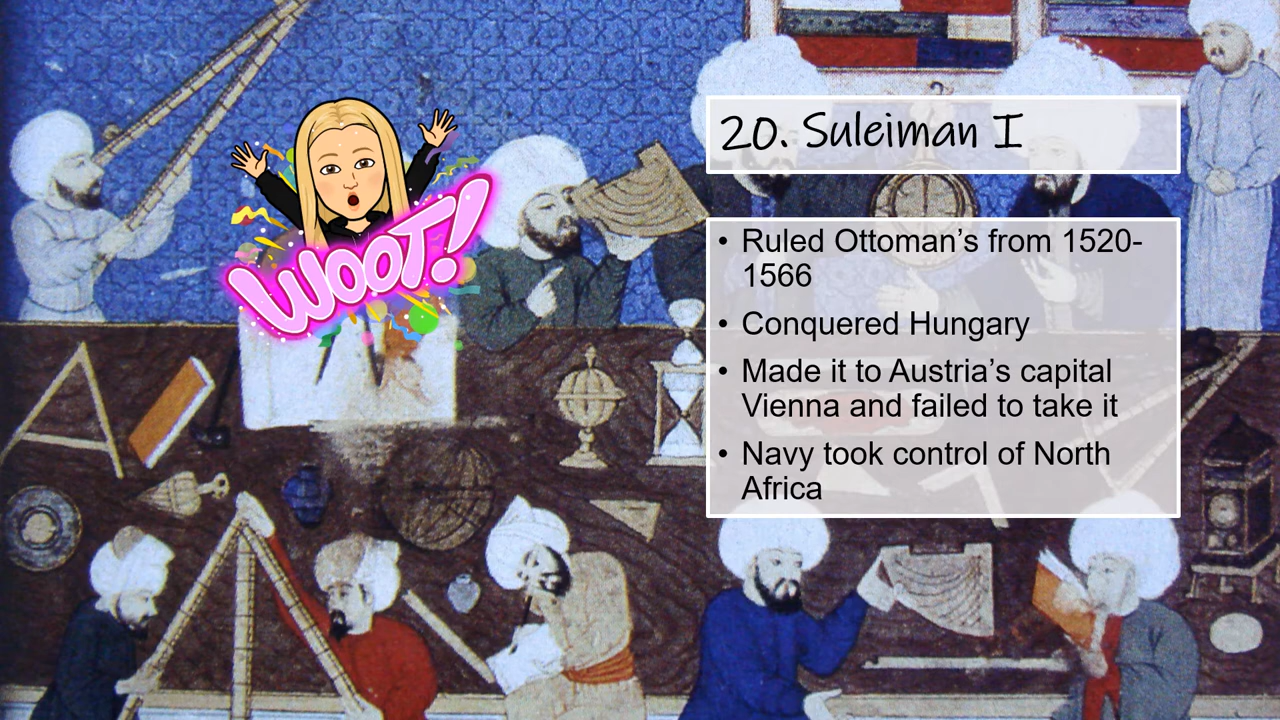 WOOT!
20. Suleiman I
• Ruled Ottoman’s from 1520-
1566
• Conquered Hungary
• Made it to Austria’s capital
Vienna and failed to take it
• Navy took control of North
Africa